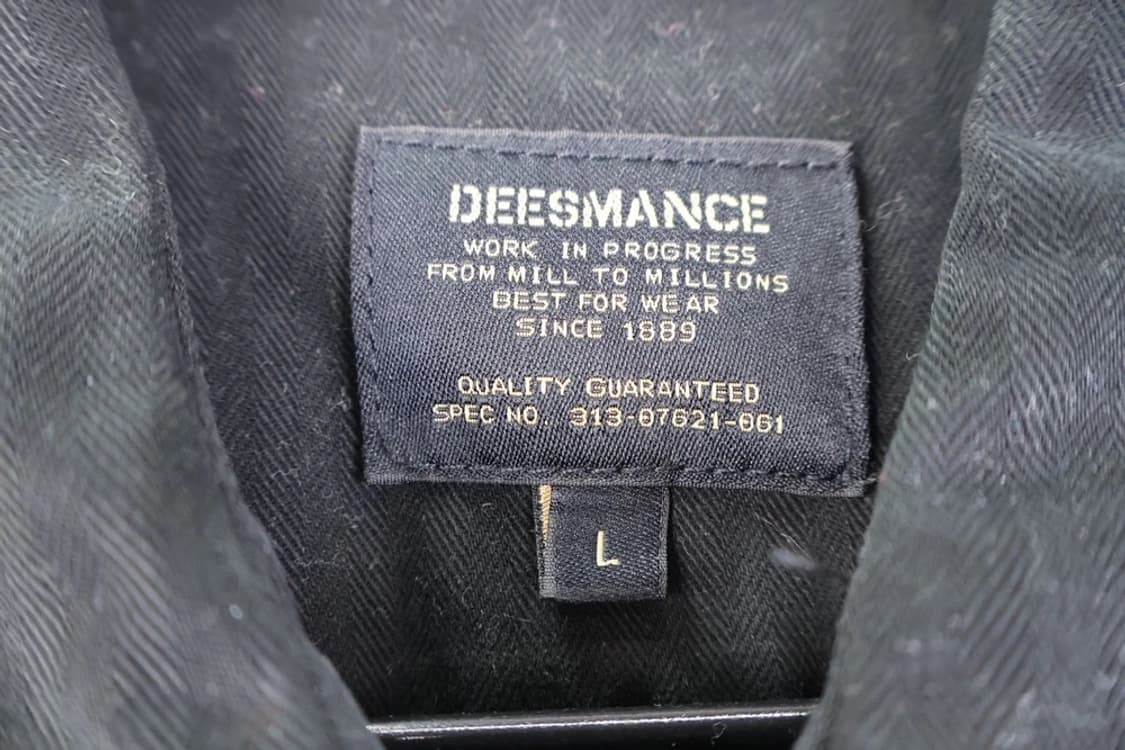 DEESMANCE
WORK IN PROGRESS
FROM MILL TO MILLIONS
BEST FOR WEAR
SINCE 1889
QUALITY GUARANTEED
SPEC NO. 313-07621-061
L